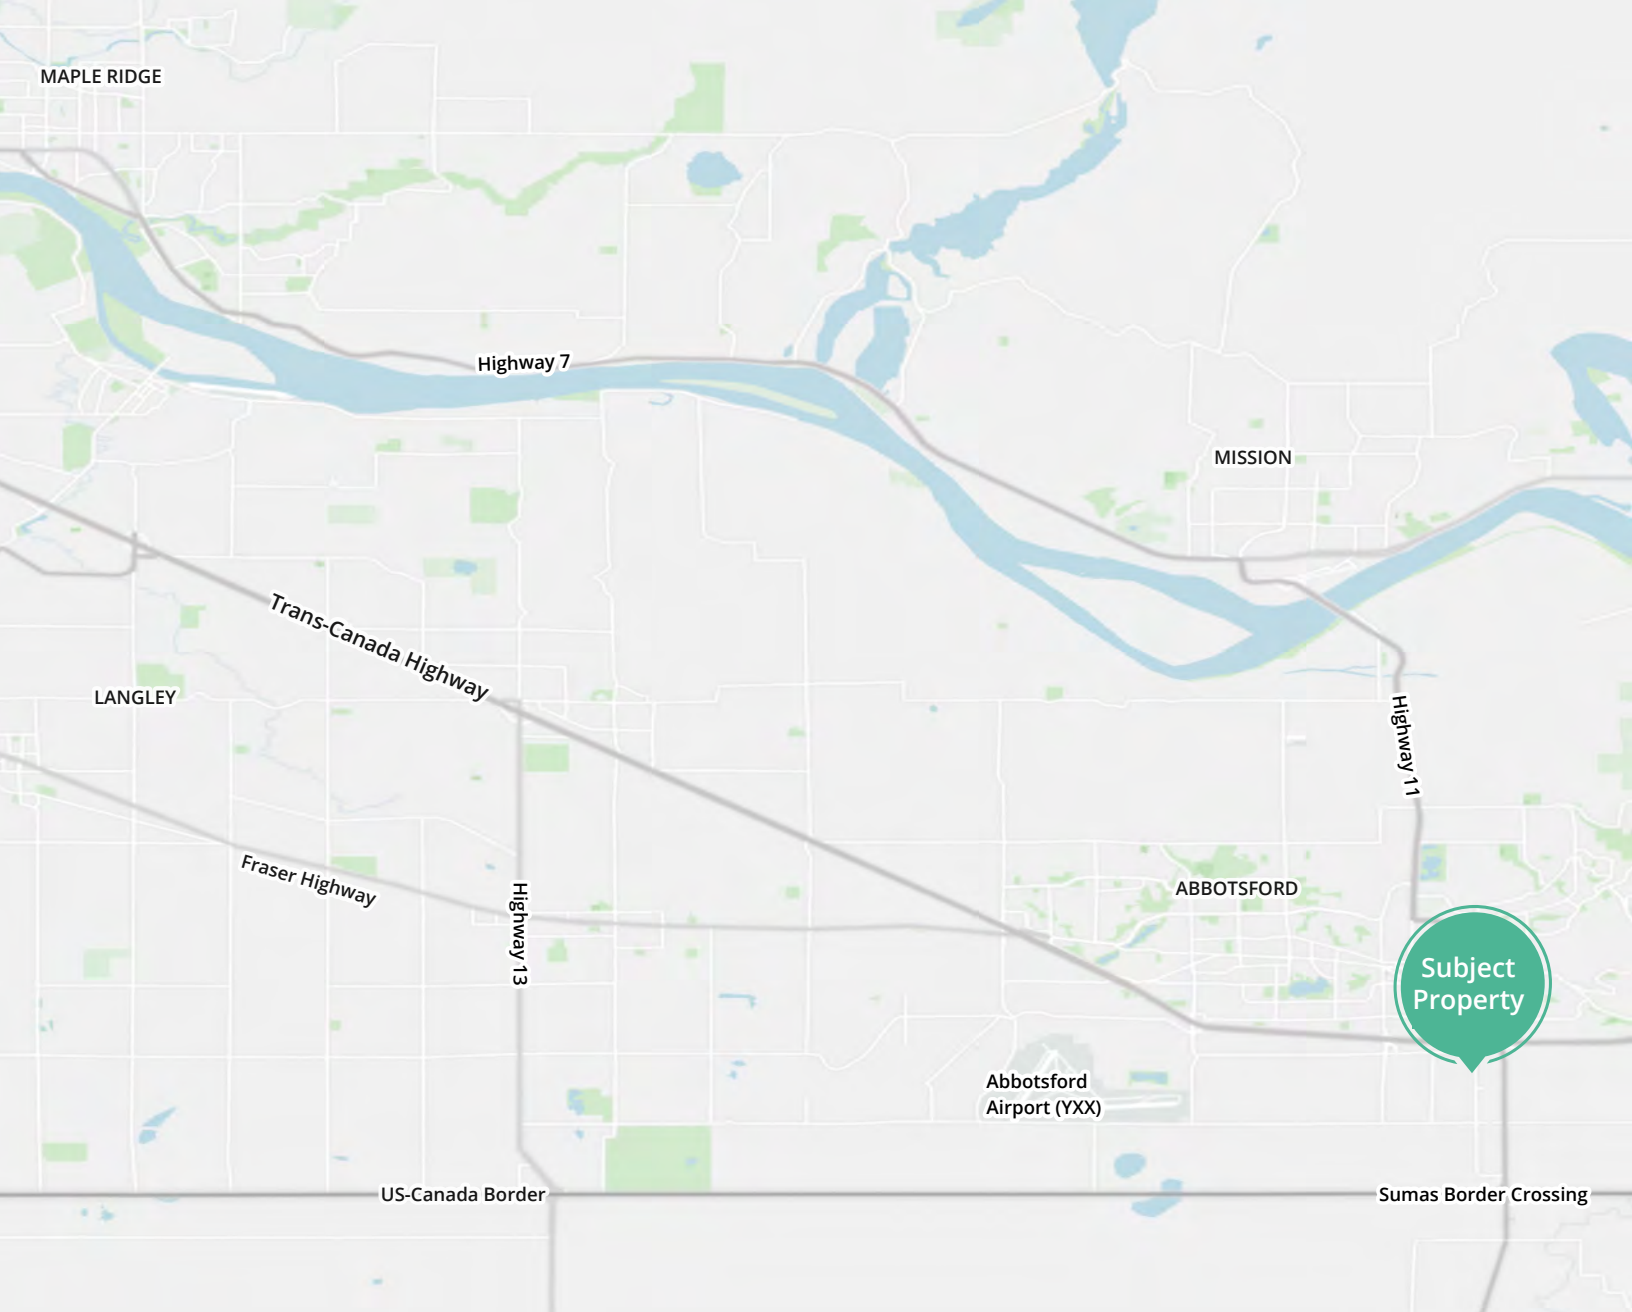 MAPLE RIDGE
Highway 7
MISSION
Trans-Canada Highway
LANGLEY
Highway 11
Fraser Highway
Highway 13
ABBOTSFORD
Subject
Property
Abbotsford
Airport (YXX)
US-Canada Border
Sumas Border Crossing